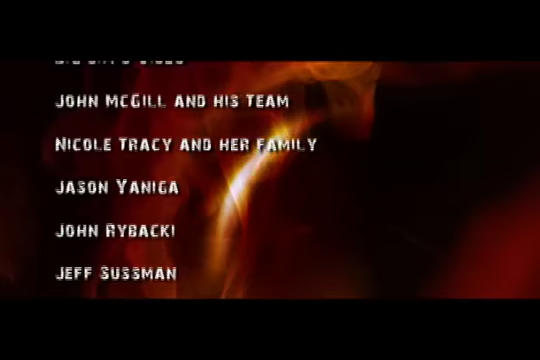 JOHN MCGILL AND HIS TEAM
NICOLE TRACY AND HER FAMILY
JASON YANIGA
JOHN RYBACKI
JEFF SUSSMAN